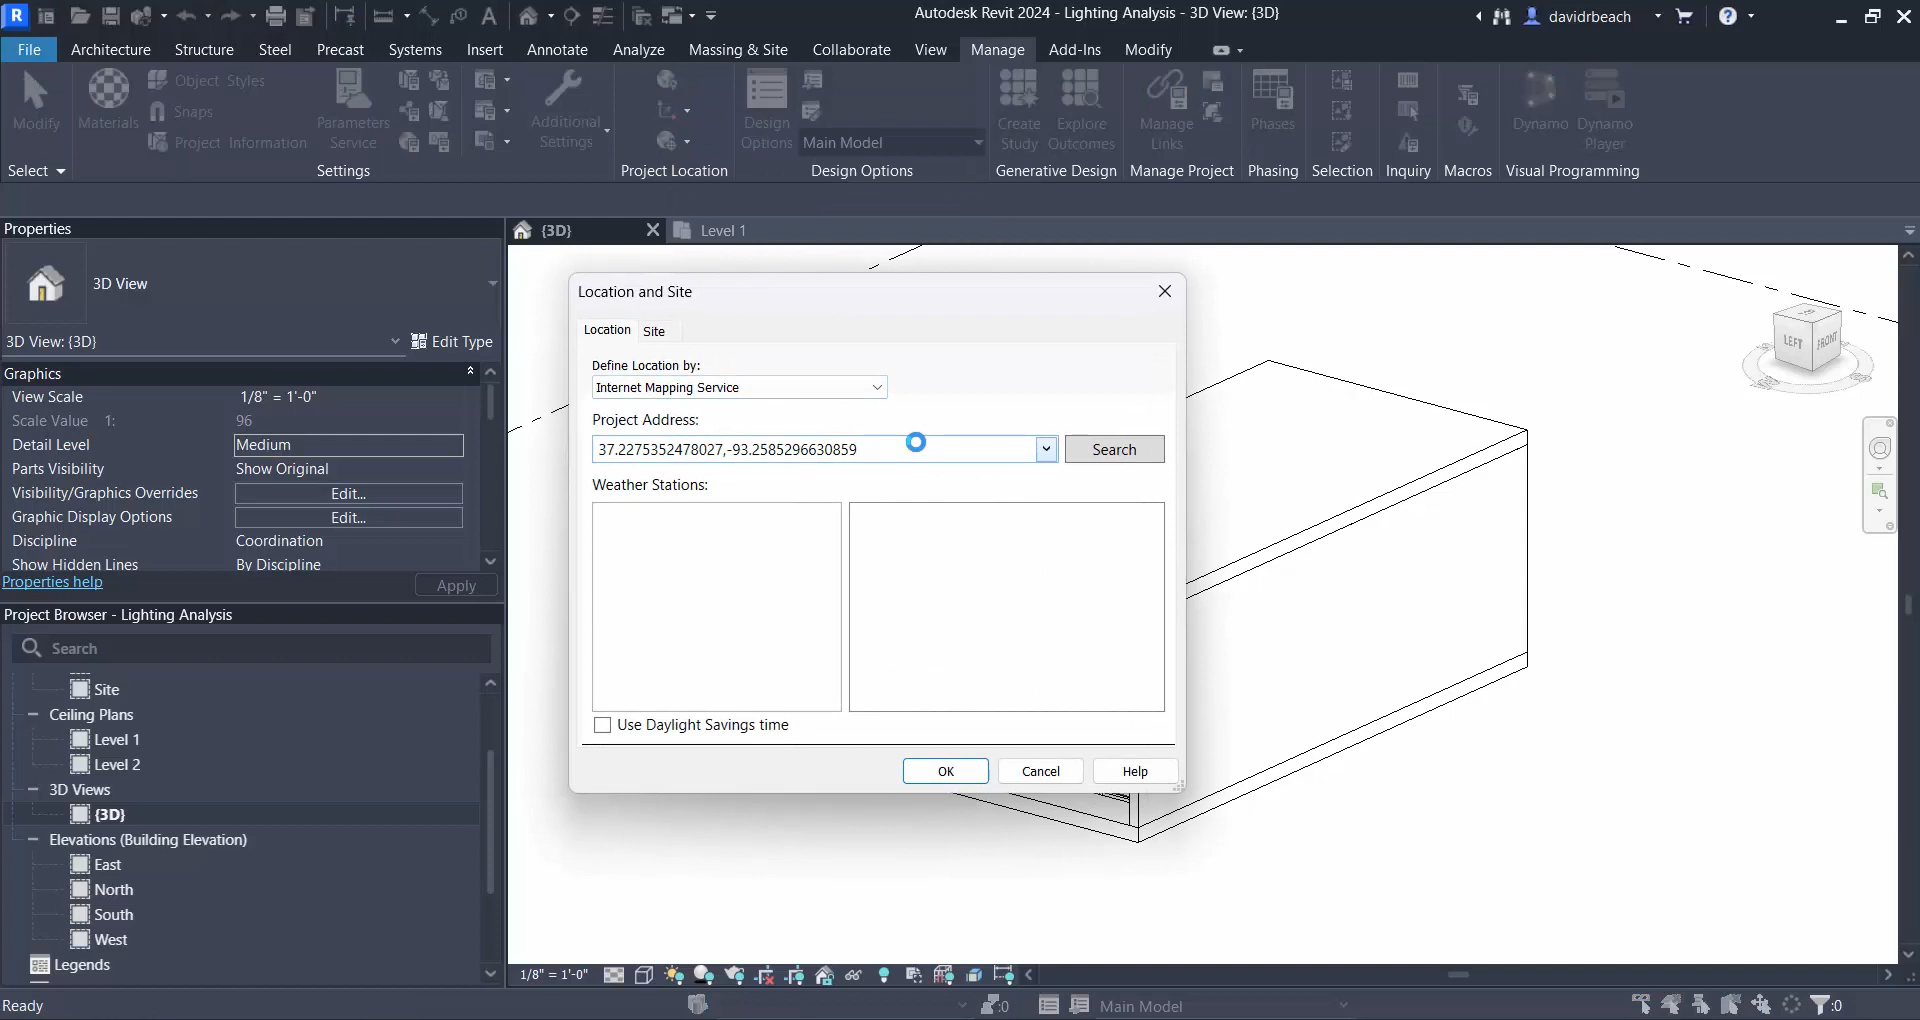 R
Autodesk Revit 2024 - Lighting Analysis - 3D View: {3D}
davidrbeach
File
Architecture
Structure
Steel
Precast
Systems
Insert
Annotate
Analyze
Massing & Site
Collaborate
View
Manage
Add-Ins
Modify
Modify
Materials
Object Styles
Snaps
Project Information
Parameters
Service
Additional
Settings
Design
Options
Main Model
Create
Study
Explore
Outcomes
Manage
Links
Phases
Dynamo
Dynamo
Player
Select
Settings
Project Location
Design Options
Generative Design
Manage Project
Phasing
Selection
Inquiry
Macros
Visual Programming
Properties
{3D}
Level 1
3D View
3D View: {3D}
Edit Type
Graphics
View Scale
1/8" = 1'-0"
Scale Value 1:
96
Detail Level
Medium
Parts Visibility
Show Original
Visibility/Graphics Overrides
Edit...
Graphic Display Options
Edit...
Discipline
Coordination
Show Hidden Lines
By Discipline
Properties help
Apply
Project Browser - Lighting Analysis
Search
Site
Ceiling Plans
Level 1
Level 2
3D Views
{3D}
Elevations (Building Elevation)
East
North
South
West
Legends
Location and Site
Location
Site
Define Location by:
Internet Mapping Service
Project Address:
37.2275352478027,-93.2585296630859
Search
Weather Stations:
Use Daylight Savings time
OK
Cancel
Help
LEFT
FRONT
1/8" = 1'-0"
Ready
:0
Main Model
:0